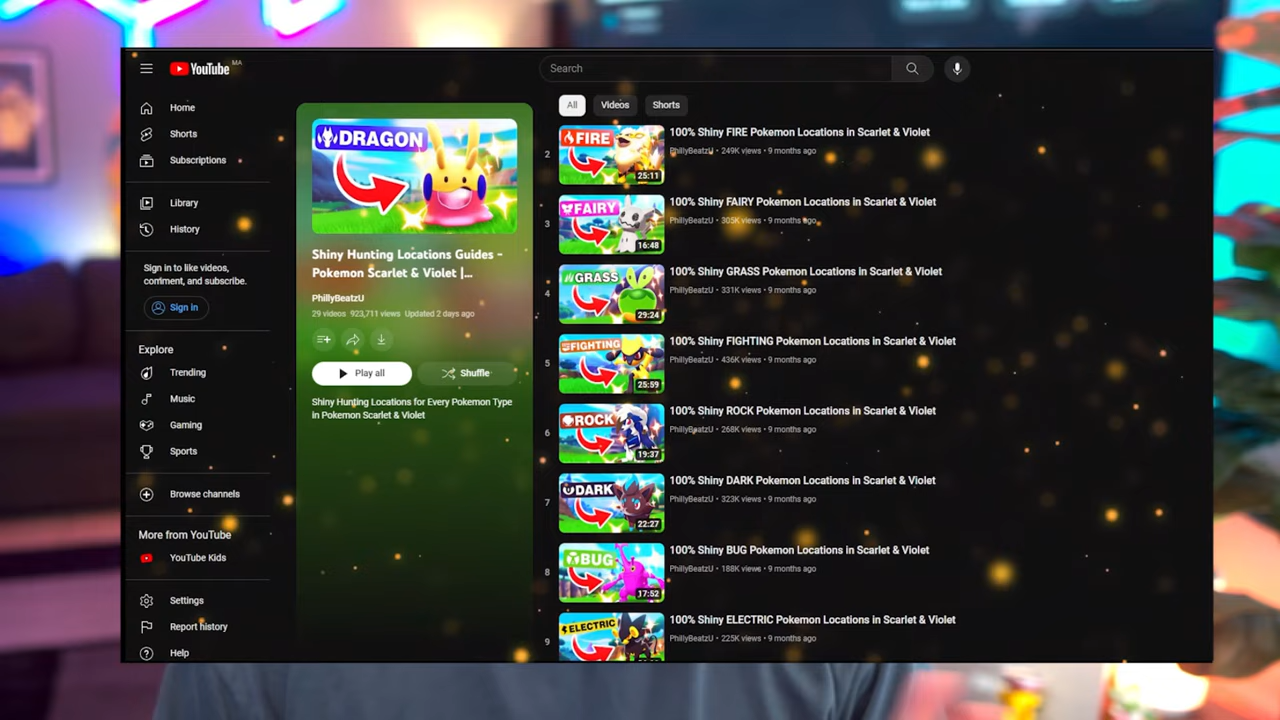 YouTube MA
Search
Home
Shorts
Subscriptions
Library
History
Sign in to like videos,
comment, and subscribe.
Sign in
Explore
Trending
Music
Gaming
Sports
Browse channels
More from YouTube
YouTube Kids
Settings
Report history
Help
DRAGON
Shiny Hunting Locations Guides -
Pokemon Scarlet & Violet |...
PhillyBeatzU
29 videos 923,711 views Updated 2 days ago
Play all
Shuffle
Shiny Hunting Locations for Every Pokemon Type
in Pokemon Scarlet & Violet
All Videos Shorts
2
FIRE
25:11
100% Shiny FIRE Pokemon Locations in Scarlet & Violet
PhillyBeatzU • 249K views • 9 months ago
3
FAIRY
16:48
100% Shiny FAIRY Pokemon Locations in Scarlet & Violet
PhillyBeatzU • 305K views • 9 months ago
4
GRASS
29:24
100% Shiny GRASS Pokemon Locations in Scarlet & Violet
PhillyBeatzU • 331K views • 9 months ago
5
FIGHTING
25:59
100% Shiny FIGHTING Pokemon Locations in Scarlet & Violet
PhillyBeatzU • 436K views • 9 months ago
6
ROCK
19:37
100% Shiny ROCK Pokemon Locations in Scarlet & Violet
PhillyBeatzU • 268K views • 9 months ago
7
DARK
22:27
100% Shiny DARK Pokemon Locations in Scarlet & Violet
PhillyBeatzU • 323K views • 9 months ago
8
BUG
17:52
100% Shiny BUG Pokemon Locations in Scarlet & Violet
PhillyBeatzU • 188K views • 9 months ago
9
ELECTRIC
100% Shiny ELECTRIC Pokemon Locations in Scarlet & Violet
PhillyBeatzU • 225K views • 9 months ago